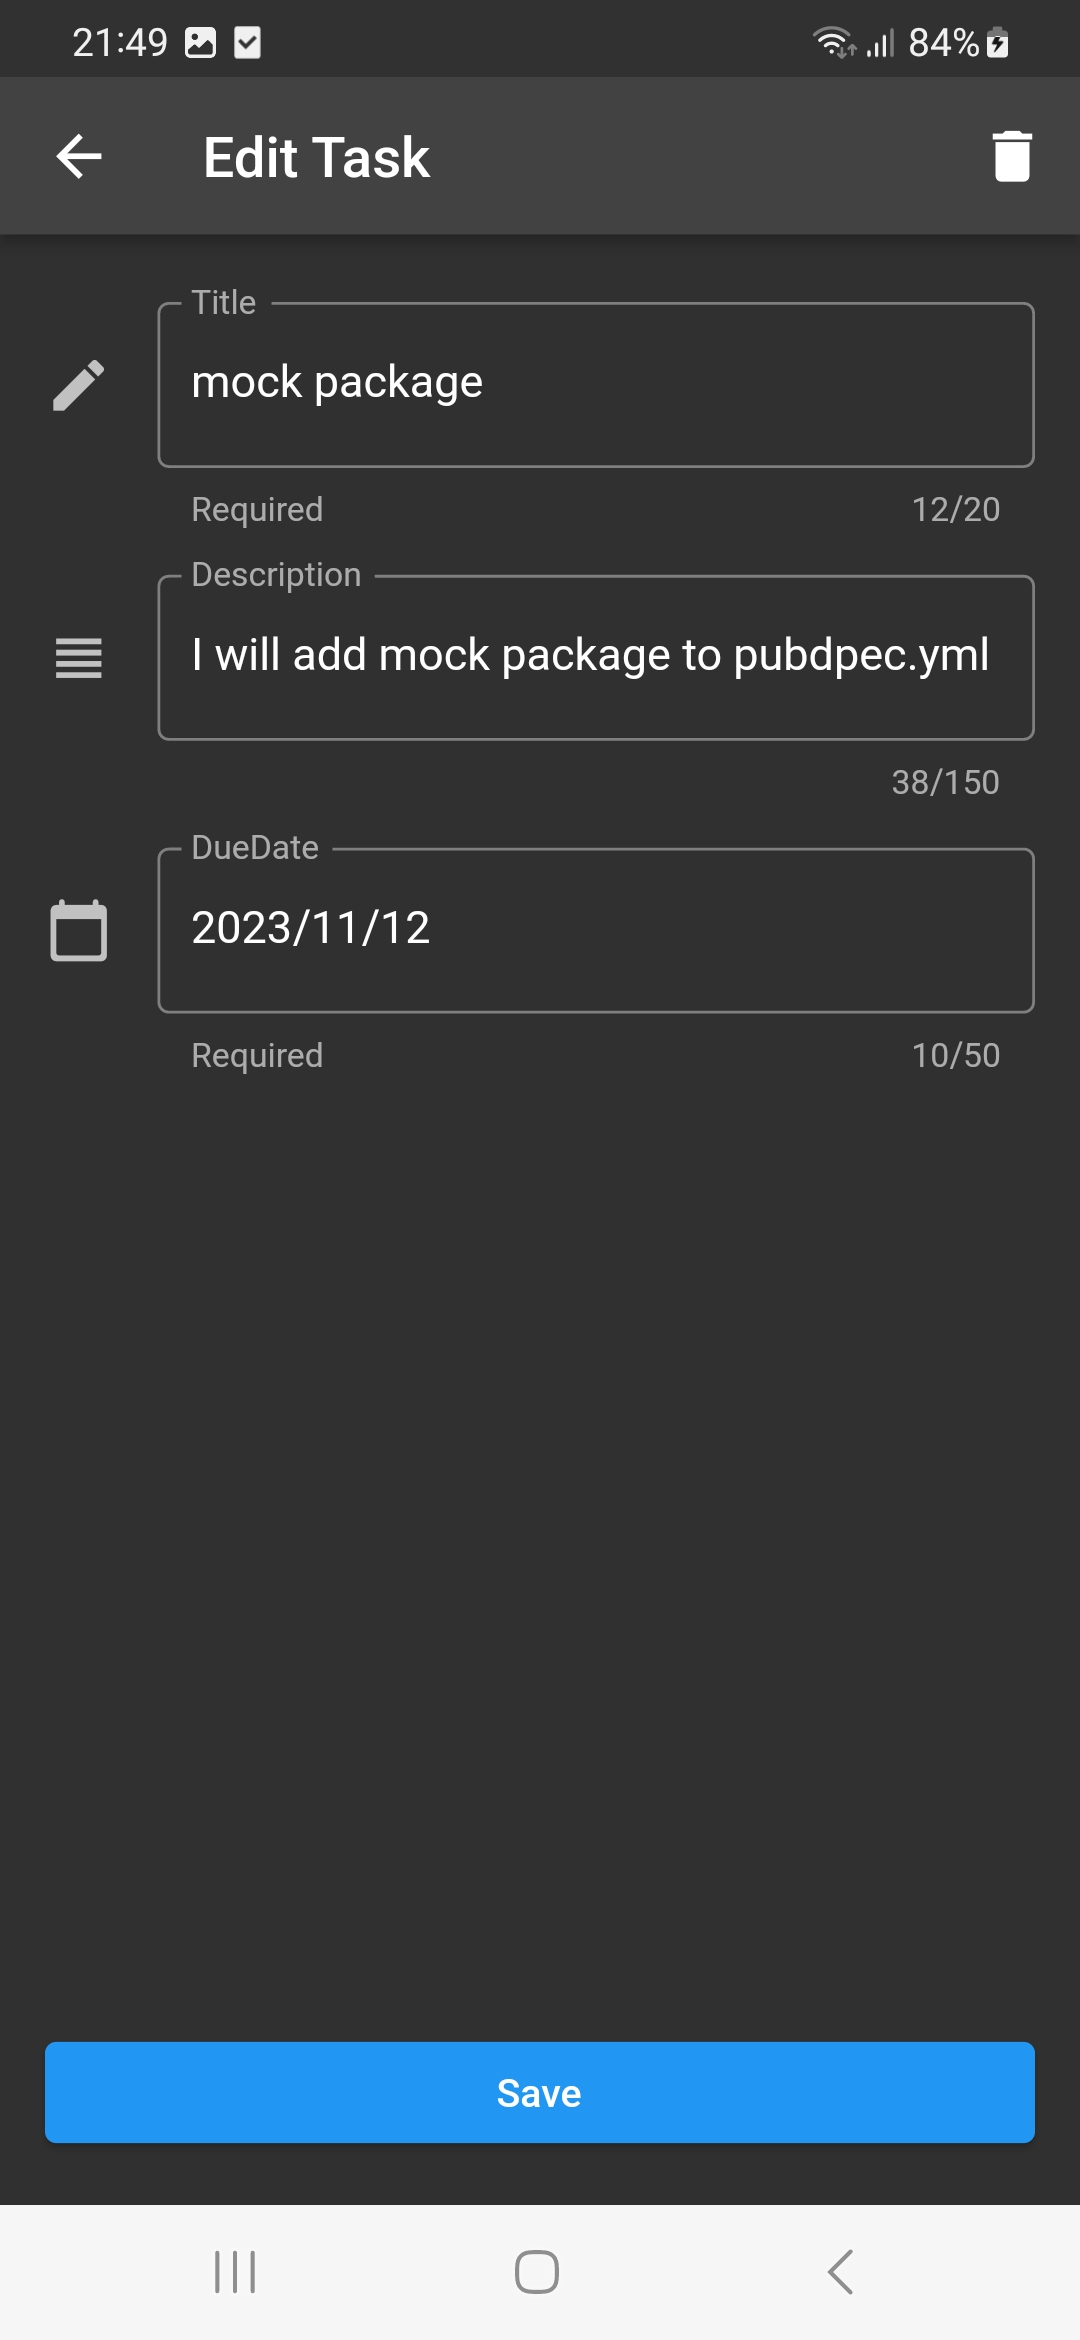 21:49 84%
Edit Task
Title
mock package
Required 12/20
Description
I will add mock package to pubdpec.yml
38/150
DueDate
2023/11/12
Required 10/50
Save